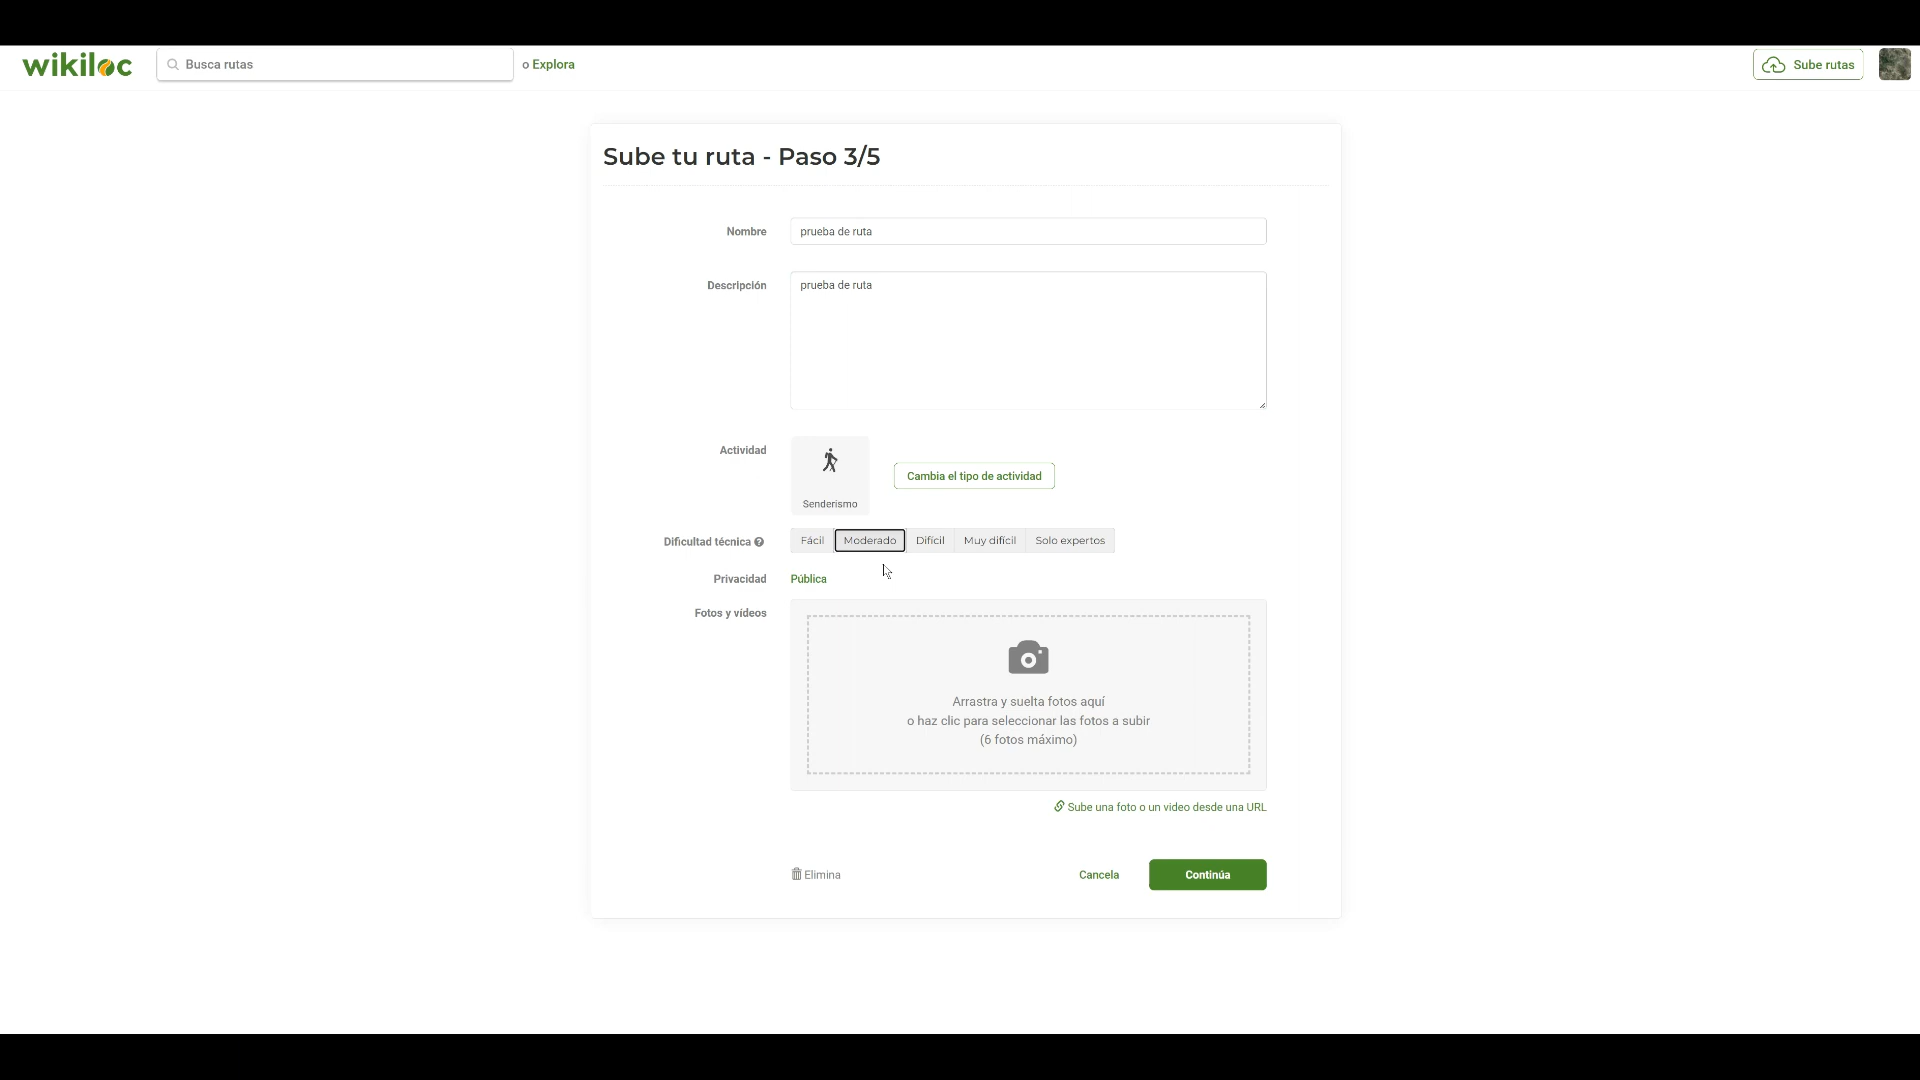 wikiloc
Busca rutas
o Explora
Sube rutas
Sube tu ruta - Paso 3/5
Nombre
prueba de ruta
Descripción
prueba de ruta
Actividad
Senderismo
Cambia el tipo de actividad
Dificultad técnica
Fácil
Moderado
Difícil
Muy difícil
Solo expertos
Privacidad
Pública
Fotos y vídeos
Arrastra y suelta fotos aquí
o haz clic para seleccionar las fotos a subir
(6 fotos máximo)
Sube una foto o un video desde una URL
Elimina
Cancela
Continúa